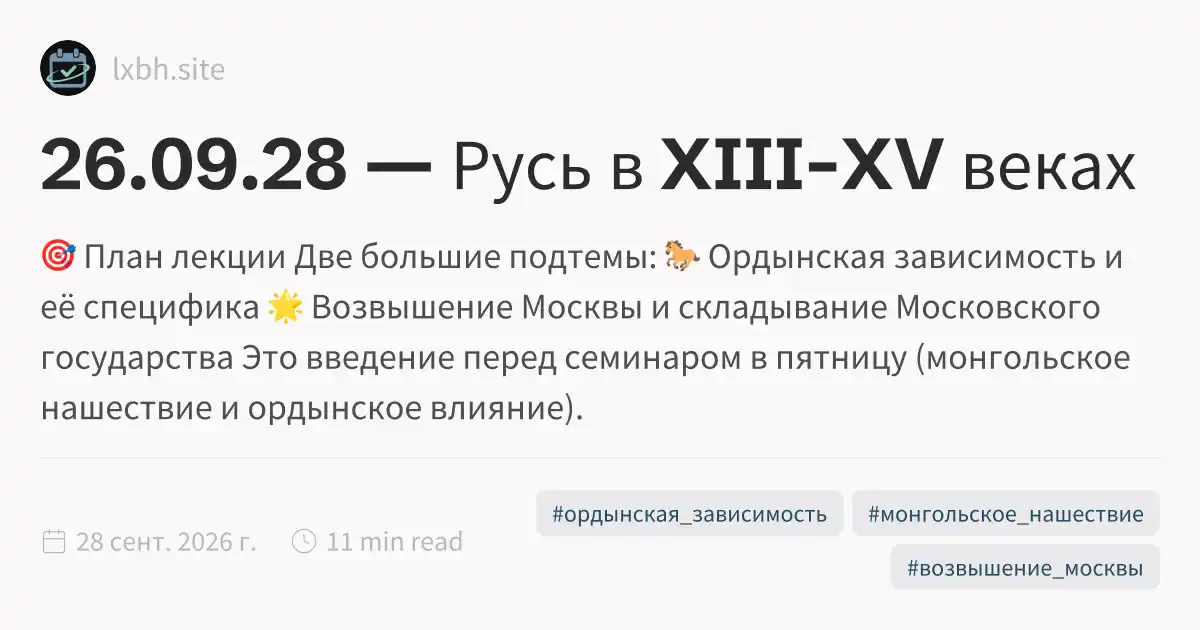 lxbh.site
26.09.28 — Русь в XIII-XV веках
🎯 План лекции Две большие подтемы: 🐎 Ордынская зависимость и
её специфика 🌟 Возвышение Москвы и складывание Московского
государства Это введение перед семинаром в пятницу (монгольское
нашествие и ордынское влияние).
#ордынская_зависимость #монгольское_нашествие
28 сент. 2026 г. 11 min read
#возвышение_москвы